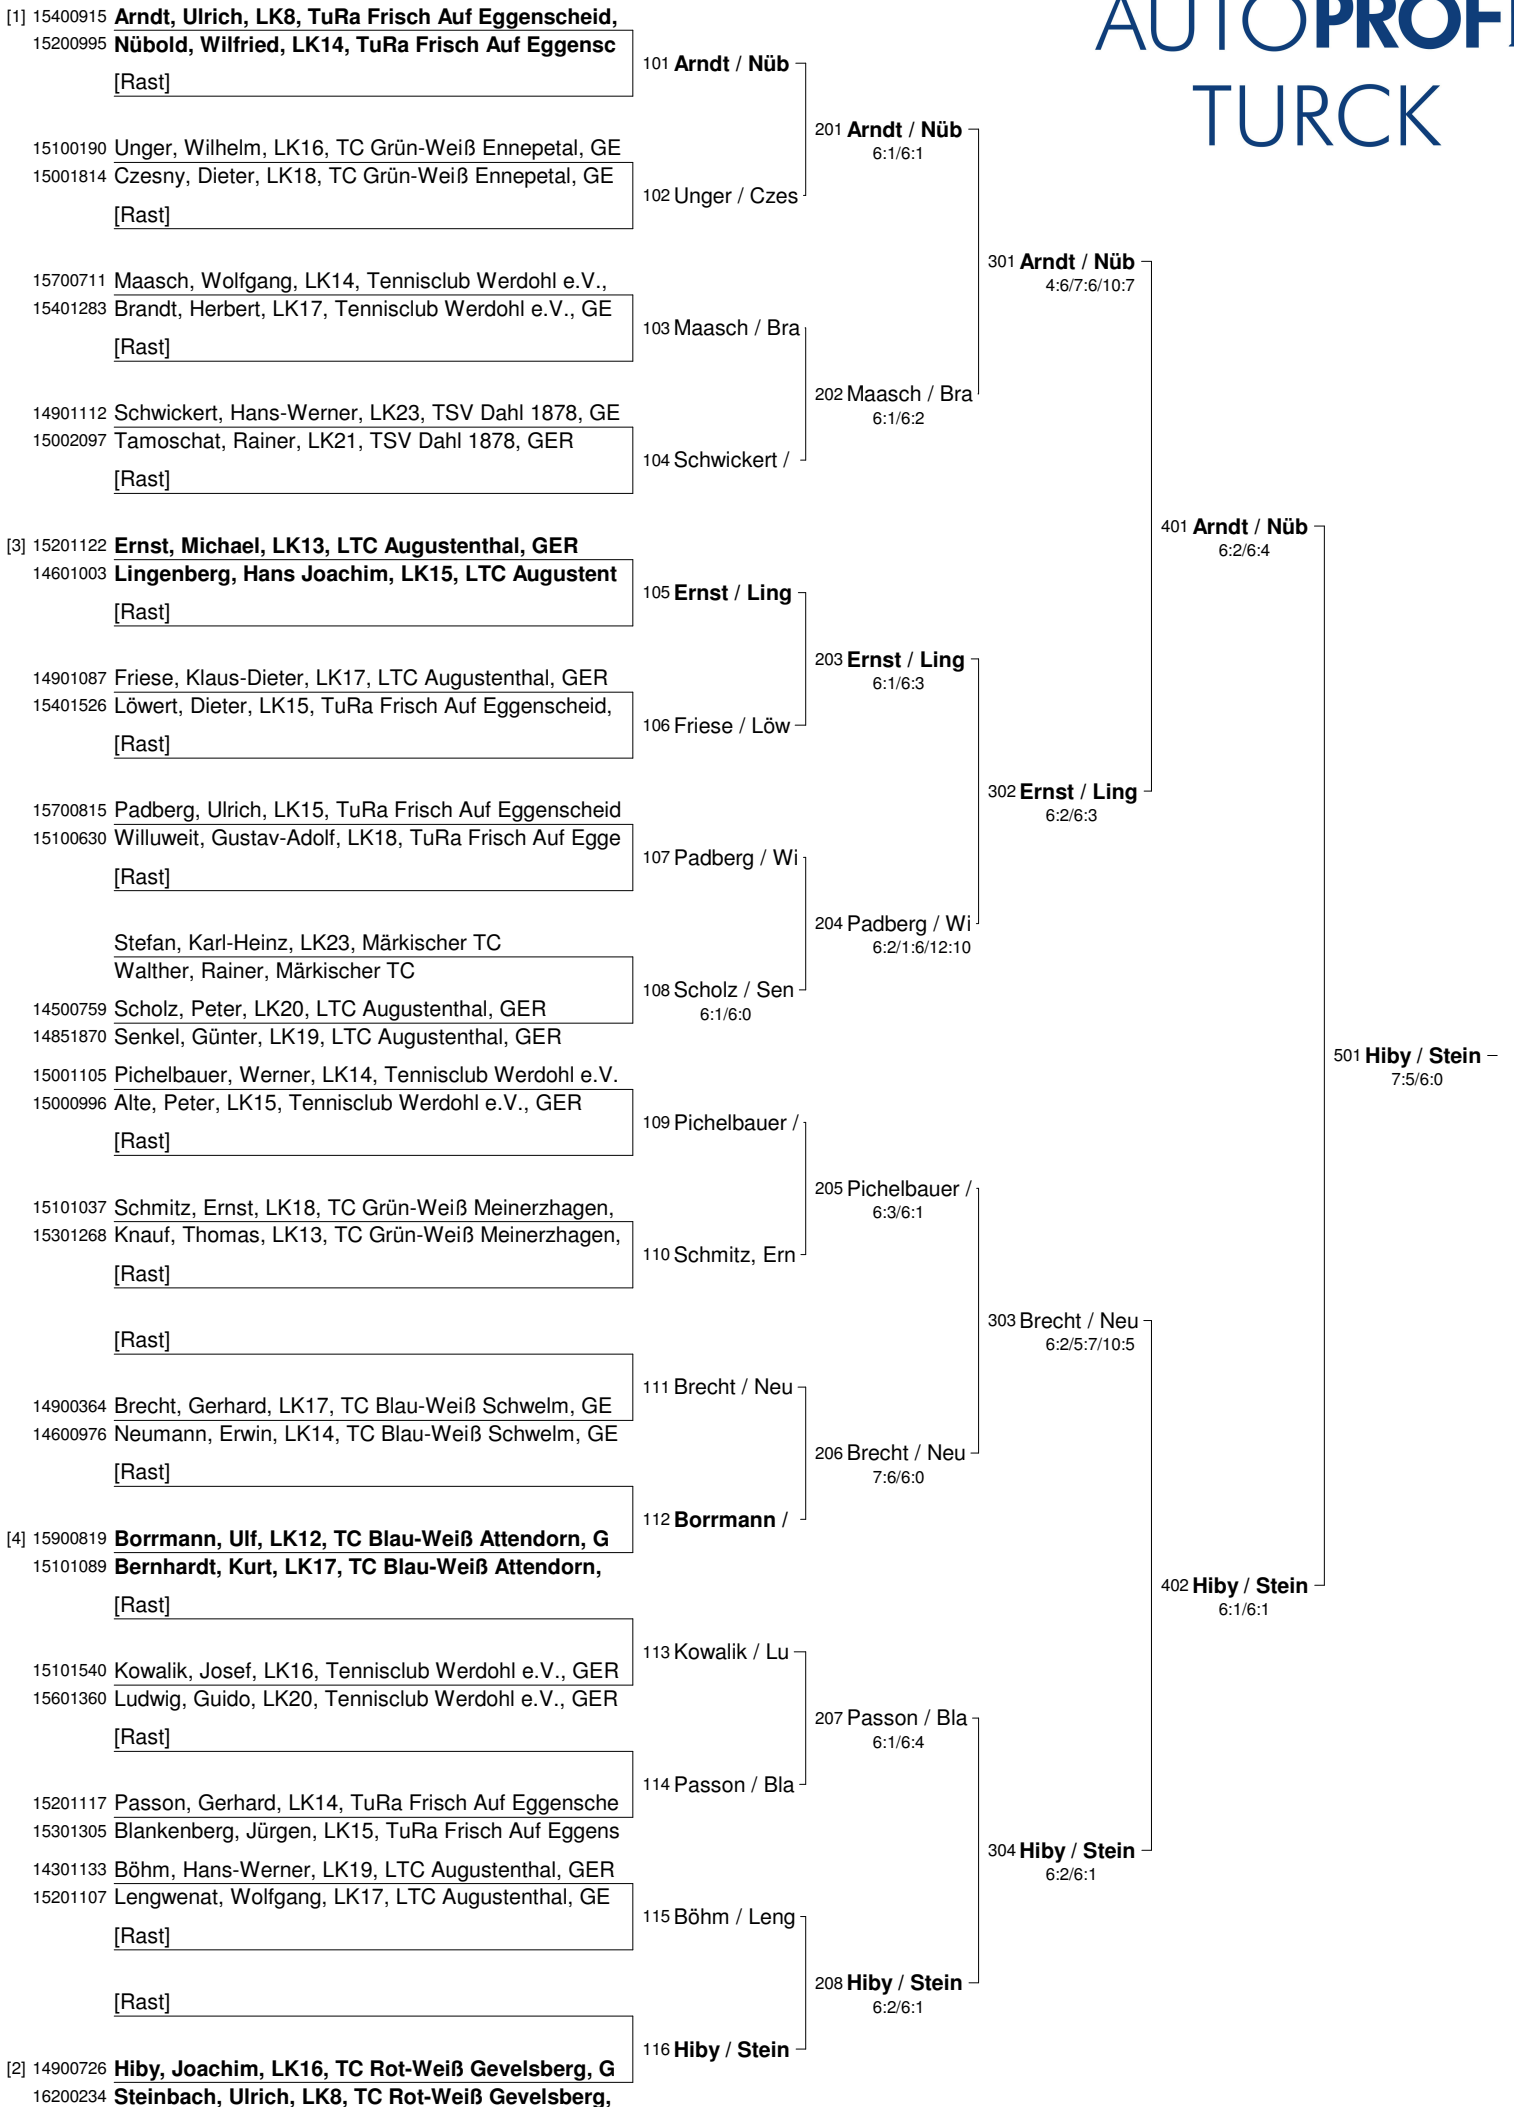 AUTOPROFI
TURCK
[1] 15400915 Arndt, Ulrich, LK8, TuRa Frisch Auf Eggenscheid,
15200995 Nübold, Wilfried, LK14, TuRa Frisch Auf Eggensc
[Rast]
101 Arndt / Nüb
15100190 Unger, Wilhelm, LK16, TC Grün-Weiß Ennepetal, GE
15001814 Czesny, Dieter, LK18, TC Grün-Weiß Ennepetal, GE
[Rast]
102 Unger / Czes
201 Arndt / Nüb
6:1/6:1
15700711 Maasch, Wolfgang, LK14, Tennisclub Werdohl e.V.,
15401283 Brandt, Herbert, LK17, Tennisclub Werdohl e.V., GE
[Rast]
103 Maasch / Bra
301 Arndt / Nüb
4:6/7:6/10:7
14901112 Schwickert, Hans-Werner, LK23, TSV Dahl 1878, GE
15002097 Tamoschat, Rainer, LK21, TSV Dahl 1878, GER
[Rast]
104 Schwickert /
202 Maasch / Bra
6:1/6:2
[3] 15201122 Ernst, Michael, LK13, LTC Augustenthal, GER
14601003 Lingenberg, Hans Joachim, LK15, LTC Augustent
[Rast]
105 Ernst / Ling
401 Arndt / Nüb
6:2/6:4
14901087 Friese, Klaus-Dieter, LK17, LTC Augustenthal, GER
15401526 Löwert, Dieter, LK15, TuRa Frisch Auf Eggenscheid,
[Rast]
106 Friese / Löw
203 Ernst / Ling
6:1/6:3
15700815 Padberg, Ulrich, LK15, TuRa Frisch Auf Eggenscheid
15100630 Willuweit, Gustav-Adolf, LK18, TuRa Frisch Auf Egge
[Rast]
107 Padberg / Wi
302 Ernst / Ling
6:2/6:3
Stefan, Karl-Heinz, LK23, Märkischer TC
Walther, Rainer, Märkischer TC
14500759 Scholz, Peter, LK20, LTC Augustenthal, GER
14851870 Senkel, Günter, LK19, LTC Augustenthal, GER
108 Scholz / Sen
6:1/6:0
204 Padberg / Wi
6:2/1:6/12:10
15001105 Pichelbauer, Werner, LK14, Tennisclub Werdohl e.V.
15000996 Alte, Peter, LK15, Tennisclub Werdohl e.V., GER
[Rast]
109 Pichelbauer /
501 Hiby / Stein
7:5/6:0
15101037 Schmitz, Ernst, LK18, TC Grün-Weiß Meinerzhagen,
15301268 Knauf, Thomas, LK13, TC Grün-Weiß Meinerzhagen,
[Rast]
110 Schmitz, Ern
205 Pichelbauer /
6:3/6:1
[Rast]
14900364 Brecht, Gerhard, LK17, TC Blau-Weiß Schwelm, GE
14600976 Neumann, Erwin, LK14, TC Blau-Weiß Schwelm, GE
111 Brecht / Neu
303 Brecht / Neu
6:2/5:7/10:5
[Rast]
[4] 15900819 Borrmann, Ulf, LK12, TC Blau-Weiß Attendorn, G
15101089 Bernhardt, Kurt, LK17, TC Blau-Weiß Attendorn,
112 Borrmann /
206 Brecht / Neu
7:6/6:0
[Rast]
15101540 Kowalik, Josef, LK16, Tennisclub Werdohl e.V., GER
15601360 Ludwig, Guido, LK20, Tennisclub Werdohl e.V., GER
113 Kowalik / Lu
402 Hiby / Stein
6:1/6:1
[Rast]
15201117 Passon, Gerhard, LK14, TuRa Frisch Auf Eggensche
15301305 Blankenberg, Jürgen, LK15, TuRa Frisch Auf Eggens
114 Passon / Bla
207 Passon / Bla
6:1/6:4
14301133 Böhm, Hans-Werner, LK19, LTC Augustenthal, GER
15201107 Lengwenat, Wolfgang, LK17, LTC Augustenthal, GE
[Rast]
115 Böhm / Leng
304 Hiby / Stein
6:2/6:1
[Rast]
[2] 14900726 Hiby, Joachim, LK16, TC Rot-Weiß Gevelsberg, G
16200234 Steinbach, Ulrich, LK8, TC Rot-Weiß Gevelsberg,
116 Hiby / Stein
208 Hiby / Stein
6:2/6:1